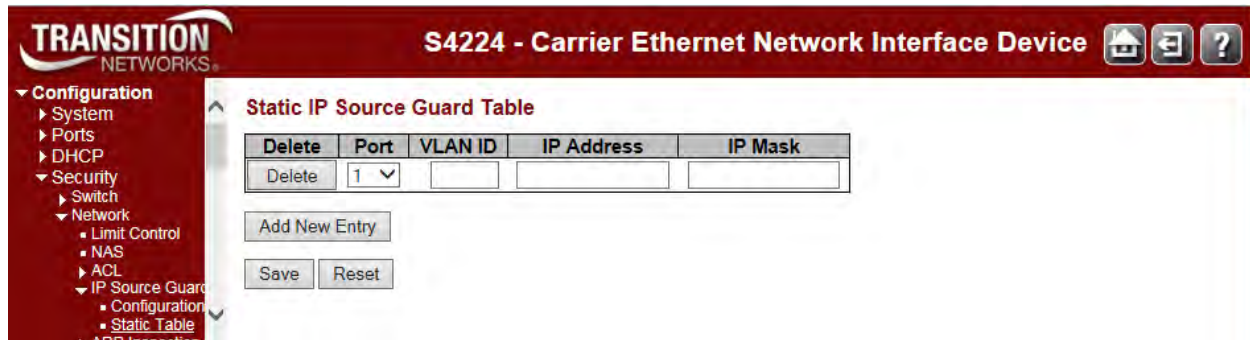 TRANSITION
NETWORKS®
S4224 - Carrier Ethernet Network Interface Device
?
Configuration
System
Ports
DHCP
Security
Switch
Network
Limit Control
NAS
ACL
IP Source Guard
Configuration
Static Table
Static IP Source Guard Table
Delete Port VLAN ID IP Address IP Mask
Delete 1
Add New Entry
Save Reset